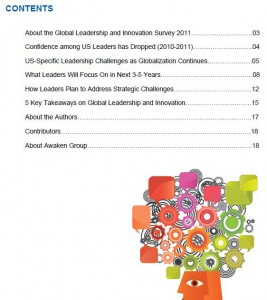 CONTENTS
About the Global Leadership and Innovation Survey 2011..................03
Confidence among US Leaders has Dropped (2010-2011)..................04
US-Specific Leadership Challenges as Globalization Continues..................05
What Leaders Will Focus On in Next 3-5 Years..................08
How Leaders Plan to Address Strategic Challenges..................12
5 Key Takeaways on Global Leadership and Innovation..................15
About the Authors..................17
Contributors..................18
About Awaken Group..................18